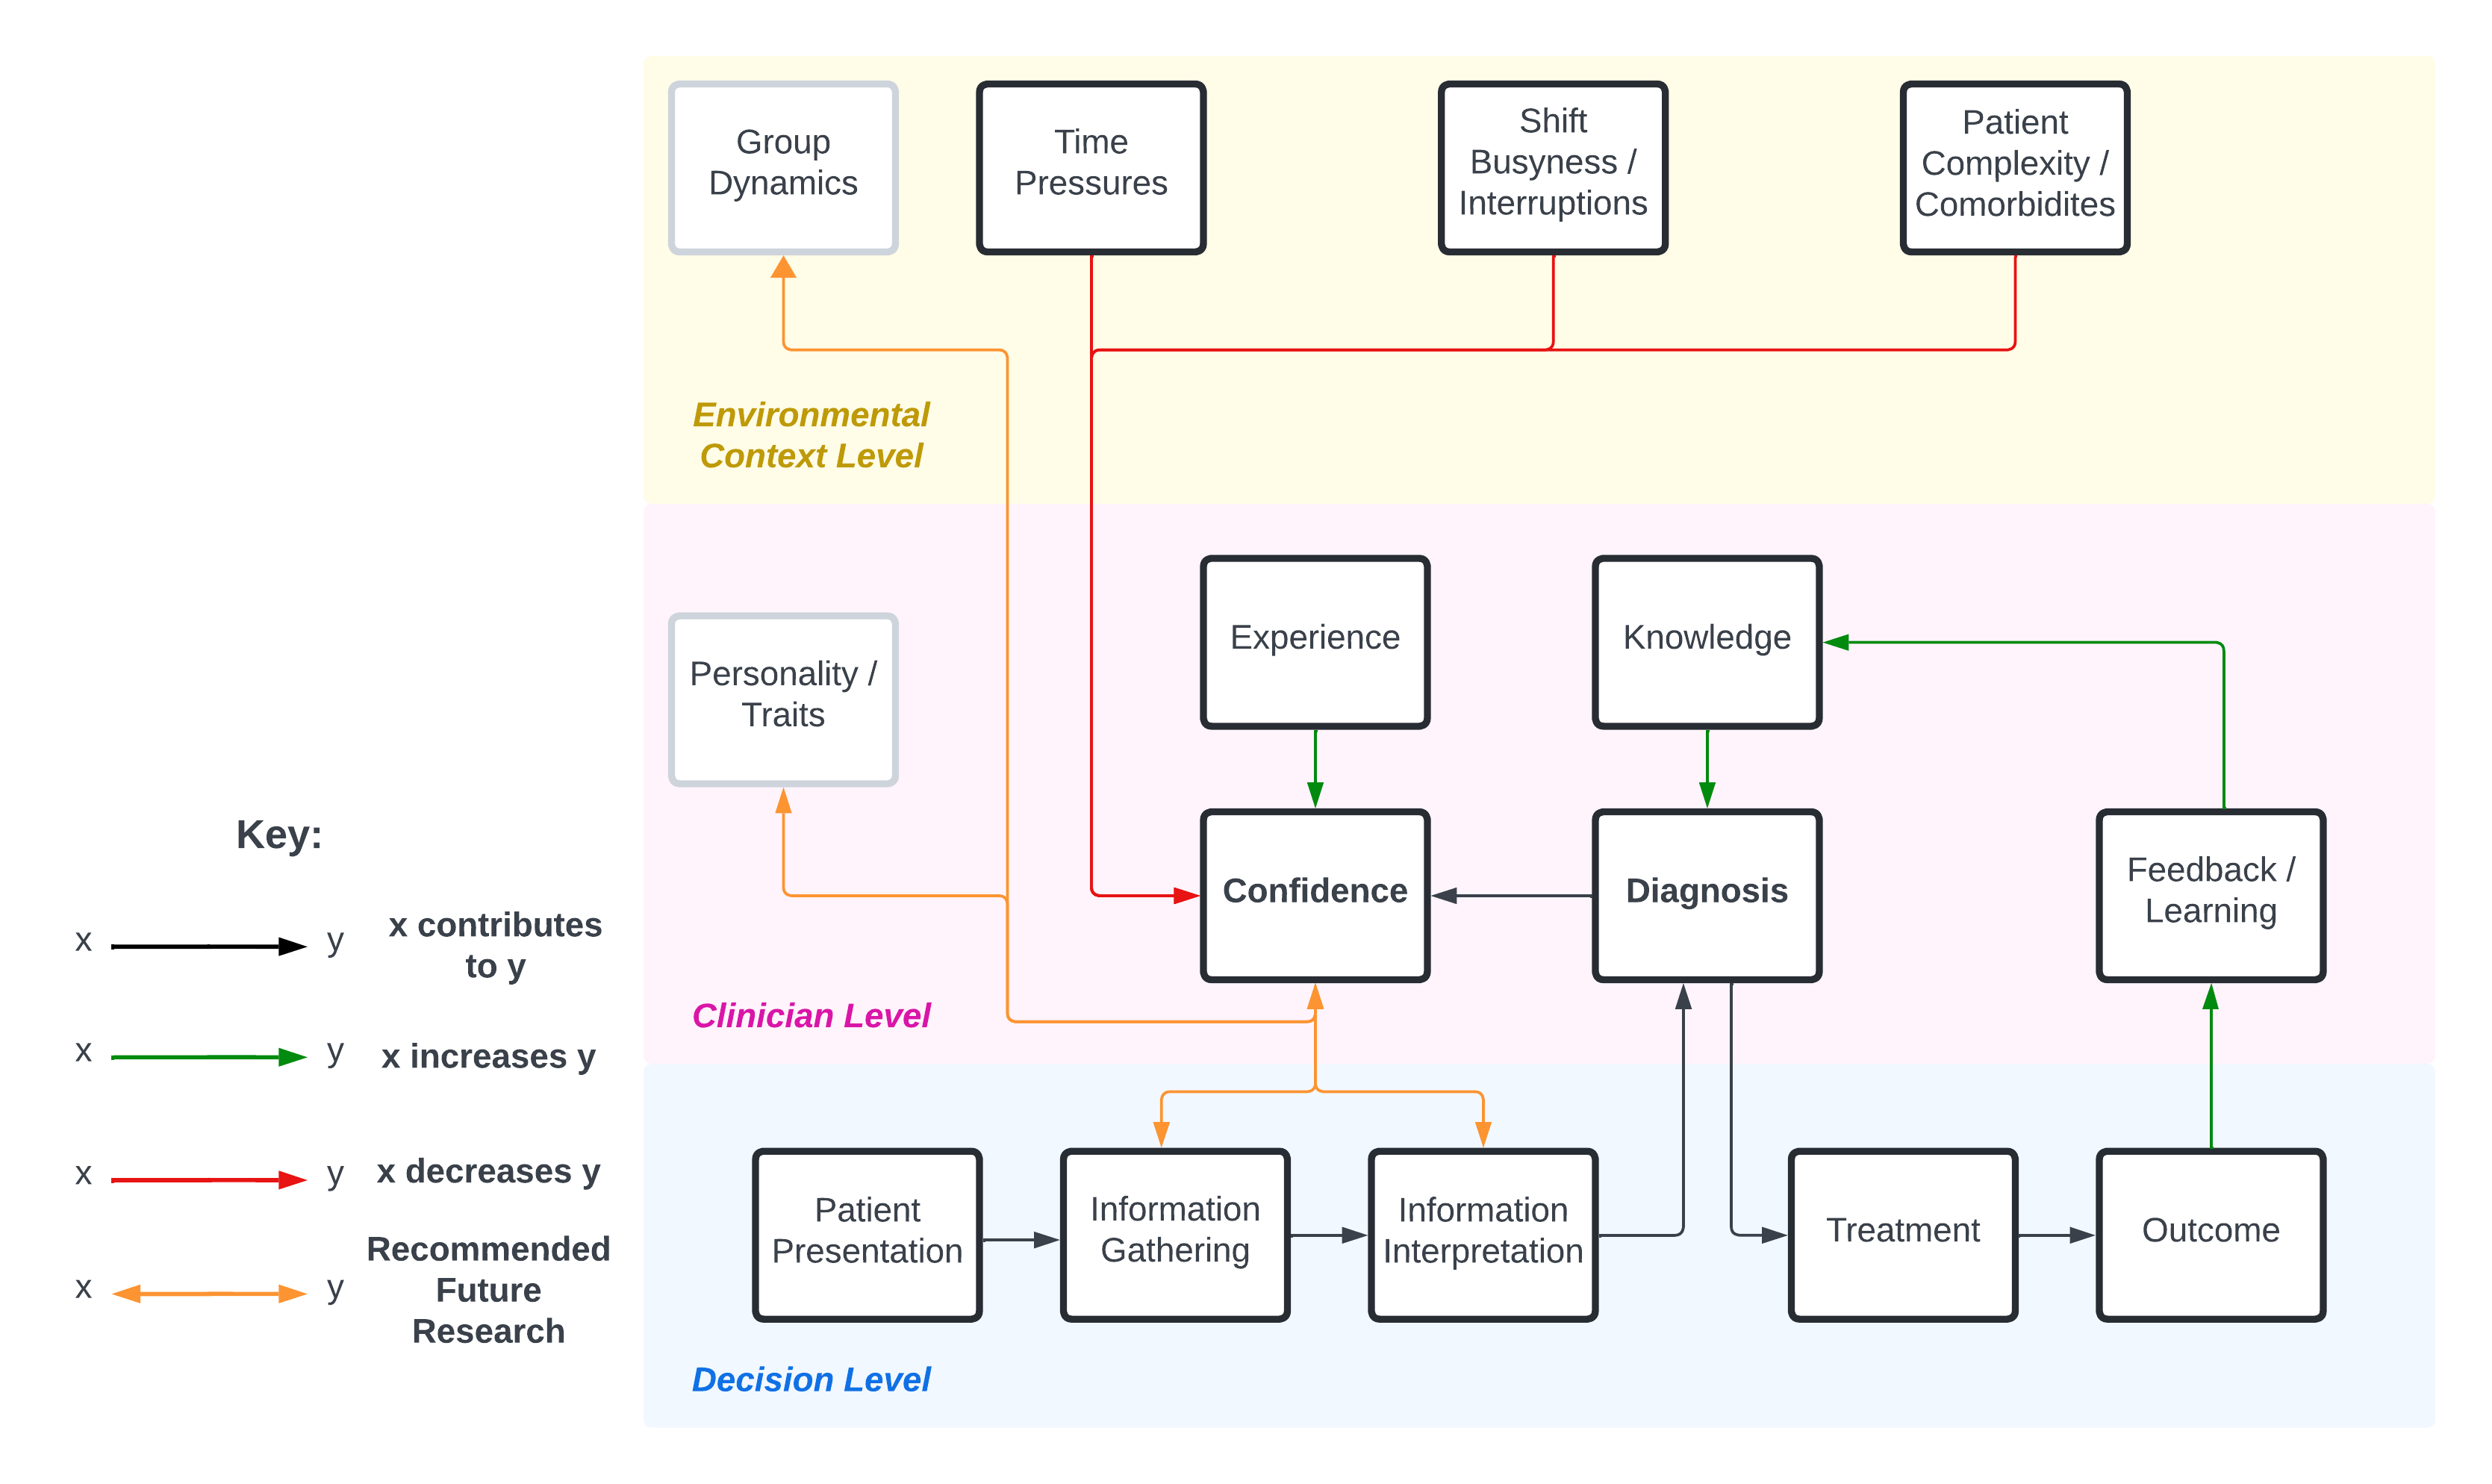 Group
Dynamics
Time
Pressures
Shift
Busyness /
Interruptions
Patient
Complexity /
Comorbidites
Environmental
Context Level
Personality /
Traits
Experience
Knowledge
Confidence
Diagnosis
Feedback /
Learning
Clinician Level
Patient
Presentation
Information
Gathering
Information
Interpretation
Treatment
Outcome
Decision Level
Key:
x y x contributes
to y
x y x increases y
x y x decreases y
x y Recommended
Future
Research